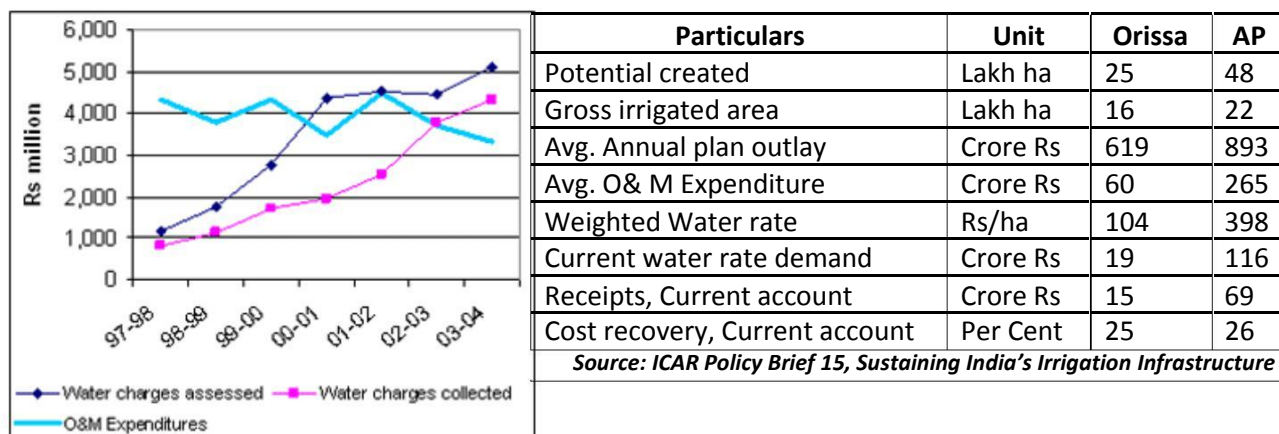 6,000
5,000
4,000
3,000
2,000
1,000
0
Rs million
97-98 98-99 99-00 00-01 01-02 02-03 03-04
Water charges assessed Water charges collected
O&M Expenditures
Particulars Unit Orissa AP
Potential created Lakh ha 25 48
Gross irrigated area Lakh ha 16 22
Avg. Annual plan outlay Crore Rs 619 893
Avg. O& M Expenditure Crore Rs 60 265
Weighted Water rate Rs/ha 104 398
Current water rate demand Crore Rs 19 116
Receipts, Current account Crore Rs 15 69
Cost recovery, Current account Per Cent 25 26
Source: ICAR Policy Brief 15, Sustaining India's Irrigation Infrastructure